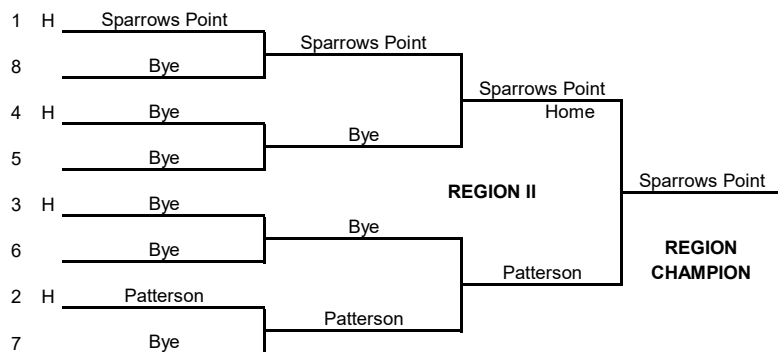 1 H Sparrows Point
Sparrows Point
8 Bye
Sparrows Point
4 H Bye
Home
Bye
5 Bye
REGION II
Sparrows Point
3 H Bye
Bye
REGION
CHAMPION
6 Bye
Patterson
2 H Patterson
Patterson
7 Bye